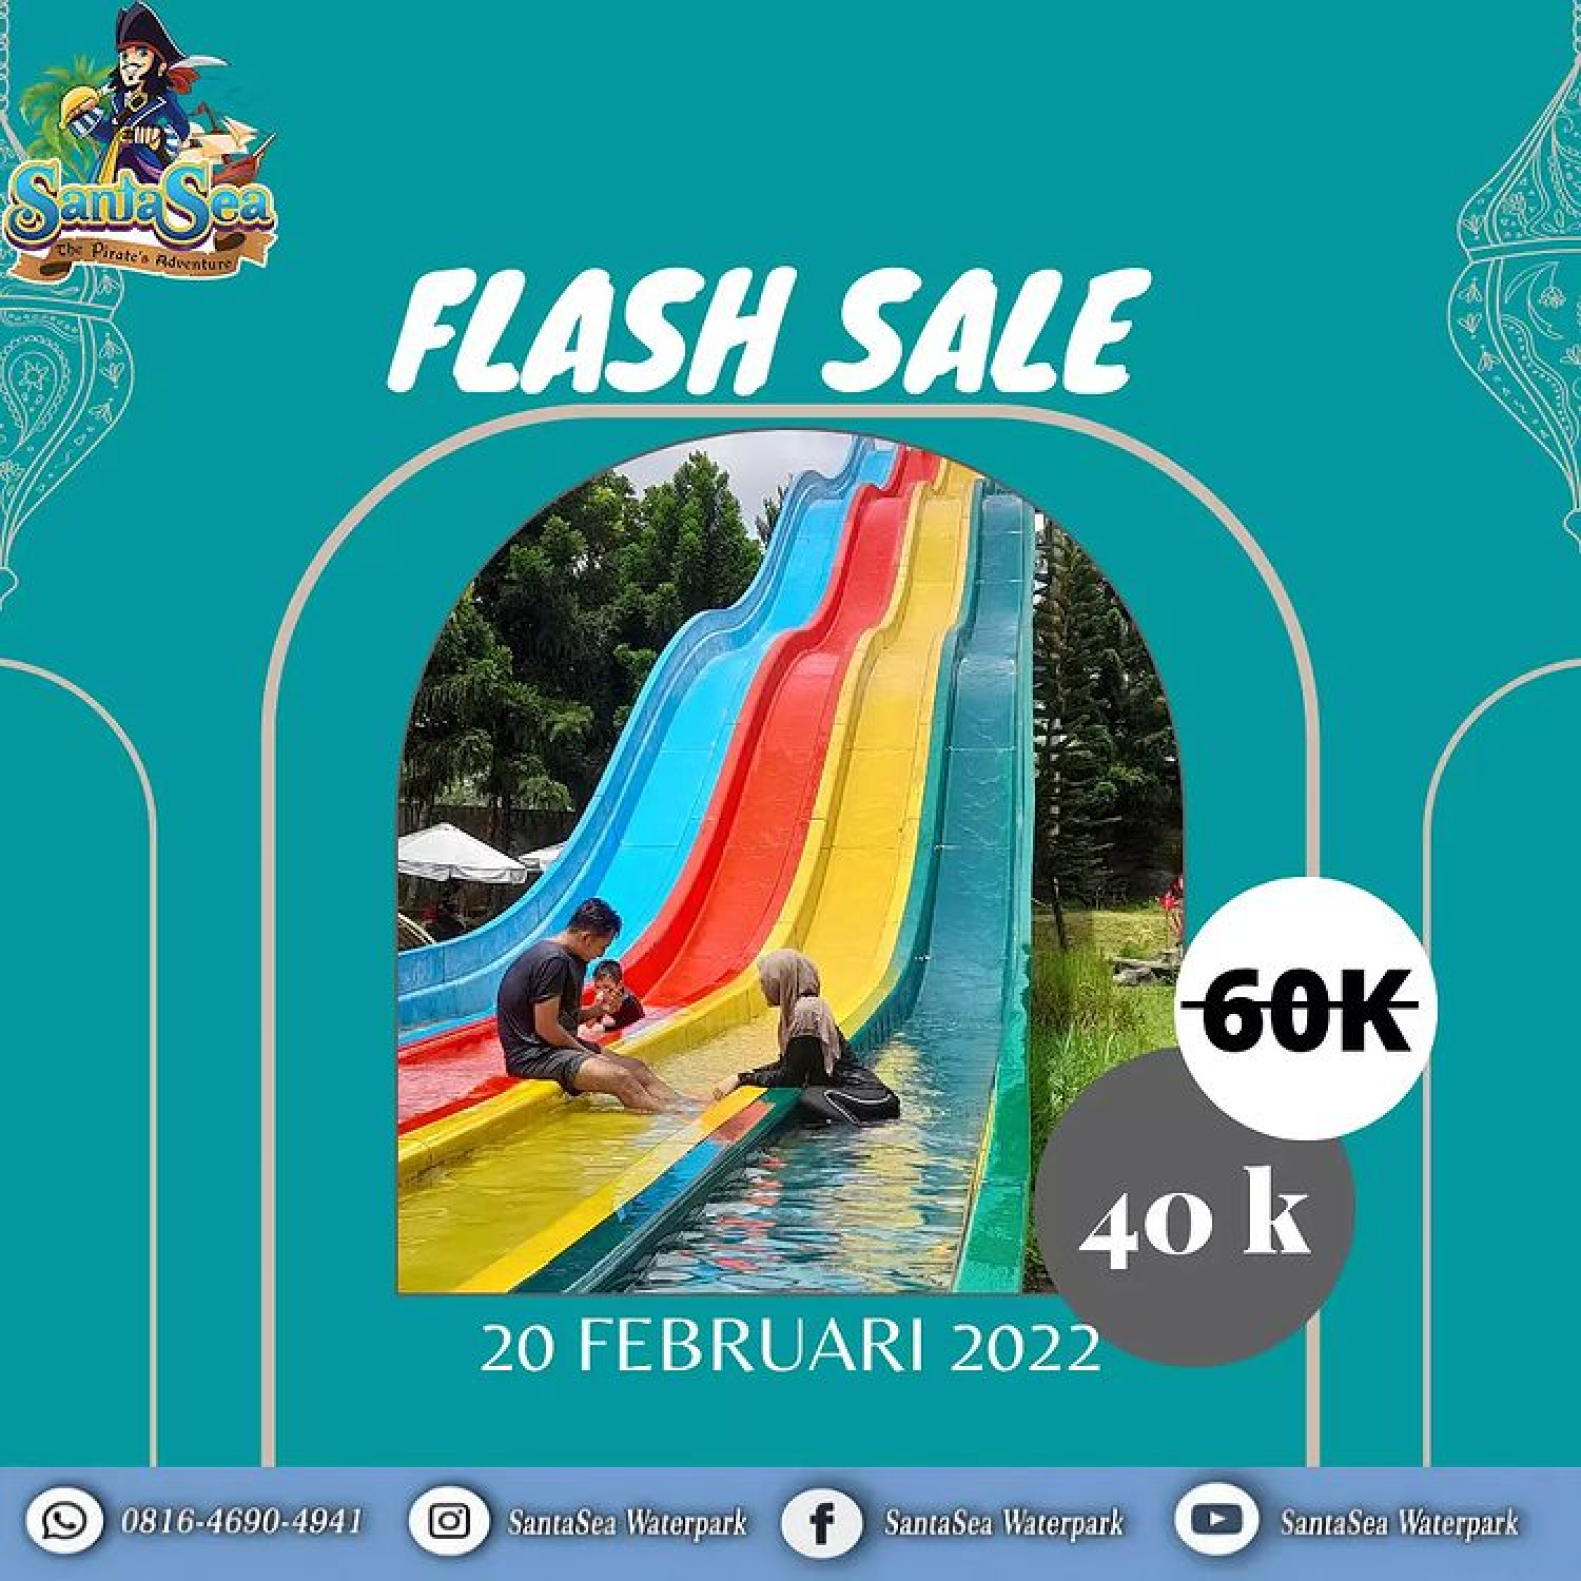 SantaSea
The Pirate's Adventure
FLASH SALE
60K
40 k
20 FEBRUARI 2022
0816-4690-4941
SantaSea Waterpark
SantaSea Waterpark
SantaSea Waterpark